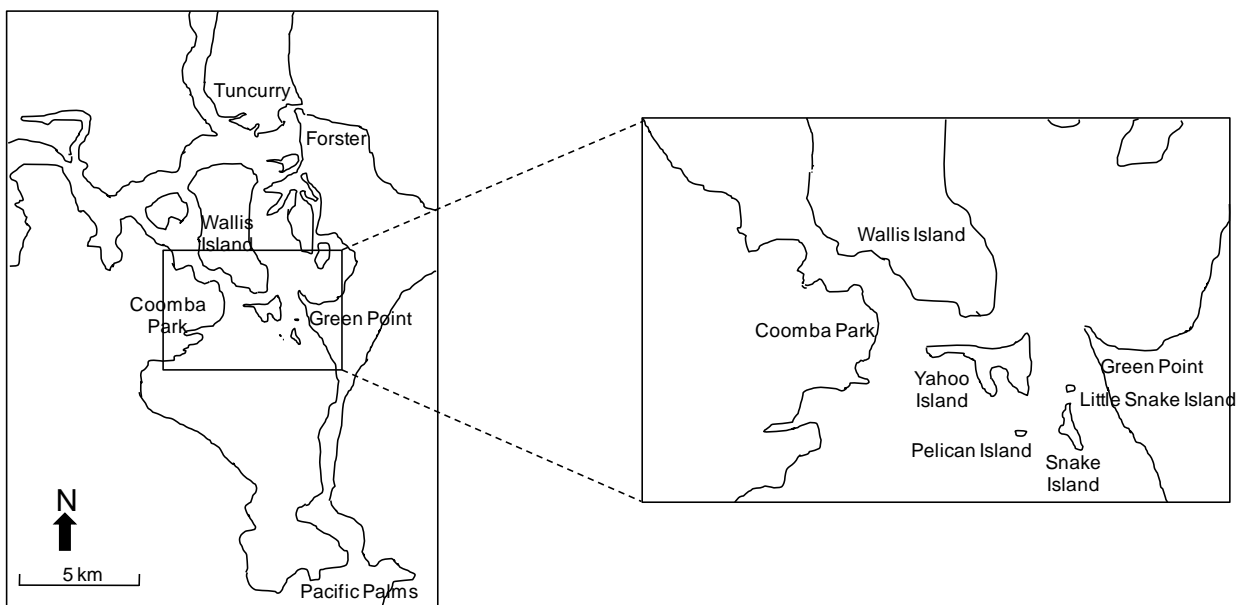 Tuncurry
Forster
Wallis
Island
Coomba
Park
Green Point
N
5 km
Pacific Palms
Wallis Island
Coomba Park
Green Point
Yahoo
Island
Little Snake Island
Pelican Island
Snake
Island